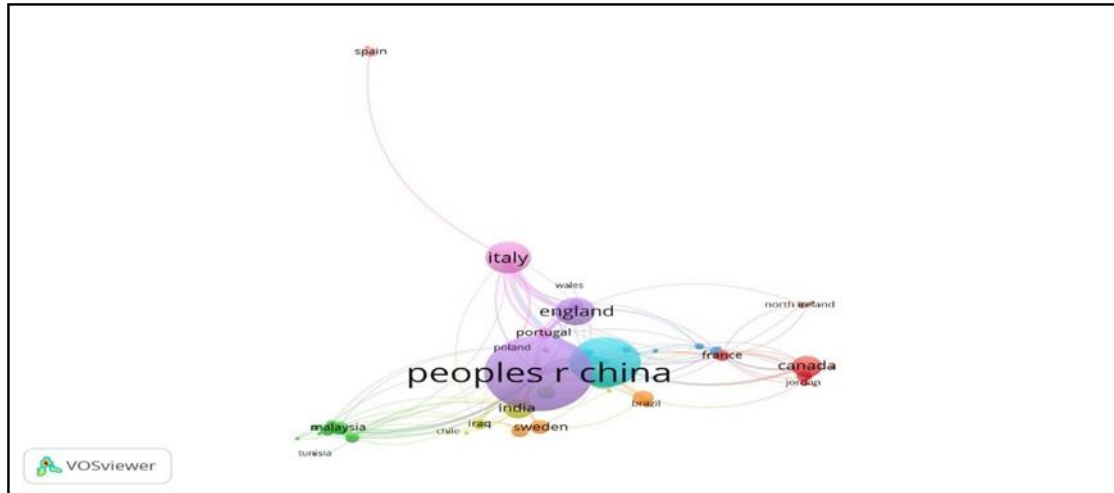 spain
italy
wales
north ireland
england
portugal
poland
france
canada
peoples r china
jordan
brazil
india
iraq
sweden
malaysia
chile
tunisia
VOSviewer